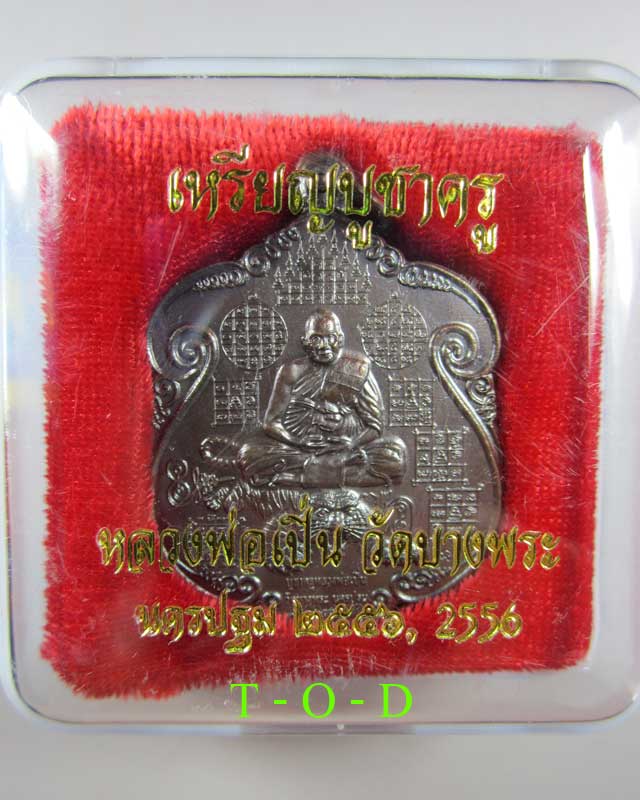 เหรียญบูชาครู
หลวงพ่อเปิ่น วัดบางพระ
นครปฐม ๒๕๕๖, 2556
T - O - D